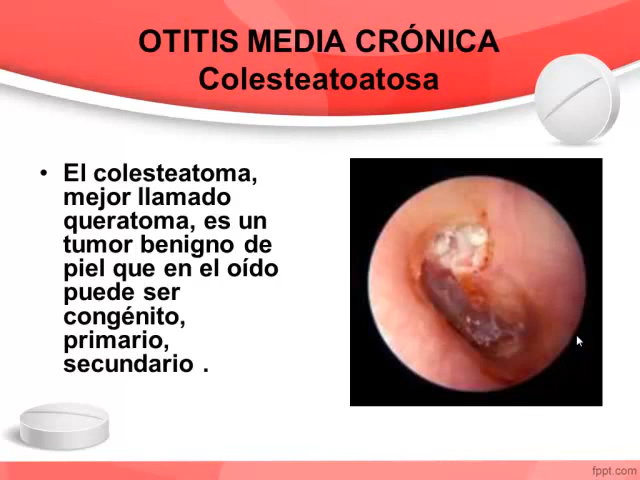 OTITIS MEDIA CRÓNICA
Colesteatoatosa
• El colesteatoma,
mejor llamado
queratoma, es un
tumor benigno de
piel que en el oído
puede ser
congénito,
primario,
secundario .
fppt.com